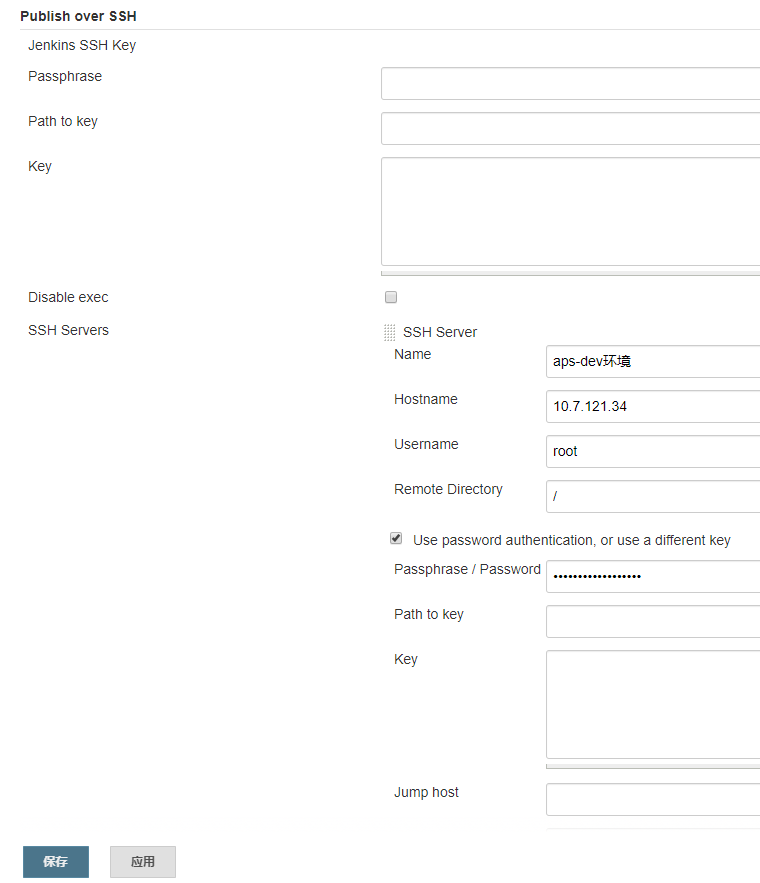 Publish over SSH
Jenkins SSH Key
Passphrase
Path to key
Key
Disable exec
SSH Servers
SSH Server
Name
aps-dev环境
Hostname
10.7.121.34
Username
root
Remote Directory
/
Use password authentication, or use a different key
Passphrase / Password
••••••••••••••••••
Path to key
Key
Jump host
保存
应用